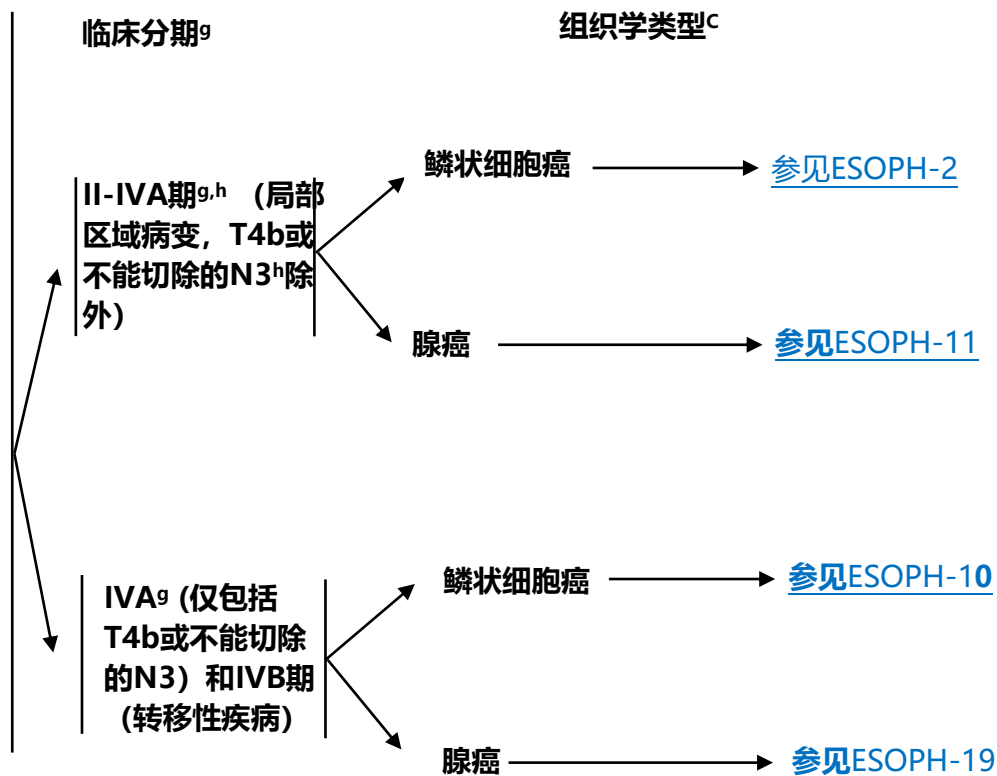 临床分期g
组织学类型C
鳞状细胞癌
参见ESOPH-2
II-IVA期g,h （局部
区域病变，T4b或
不能切除的N3h除
外）
腺癌
参见ESOPH-11
鳞状细胞癌
参见ESOPH-10
IVAg (仅包括
T4b或不能切除
的N3）和IVB期
（转移性疾病）
腺癌
参见ESOPH-19